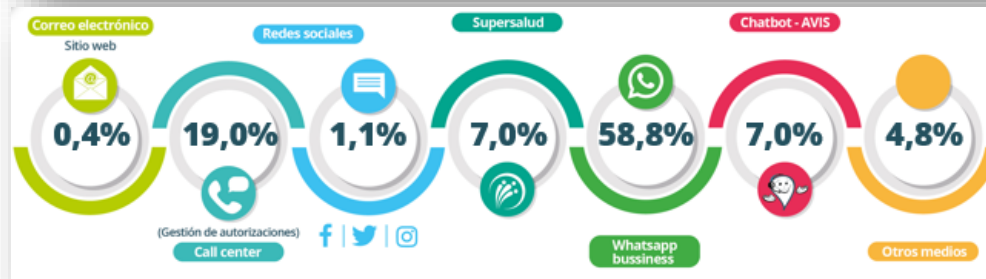 Correo electrónico
Sitio web
0,4%
19,0%
(Gestión de autorizaciones)
Call center
Redes sociales
1,1%
Supersalud
7,0%
58,8%
Whatsapp
bussiness
Chatbot - AVIS
7,0%
4,8%
Otros medios